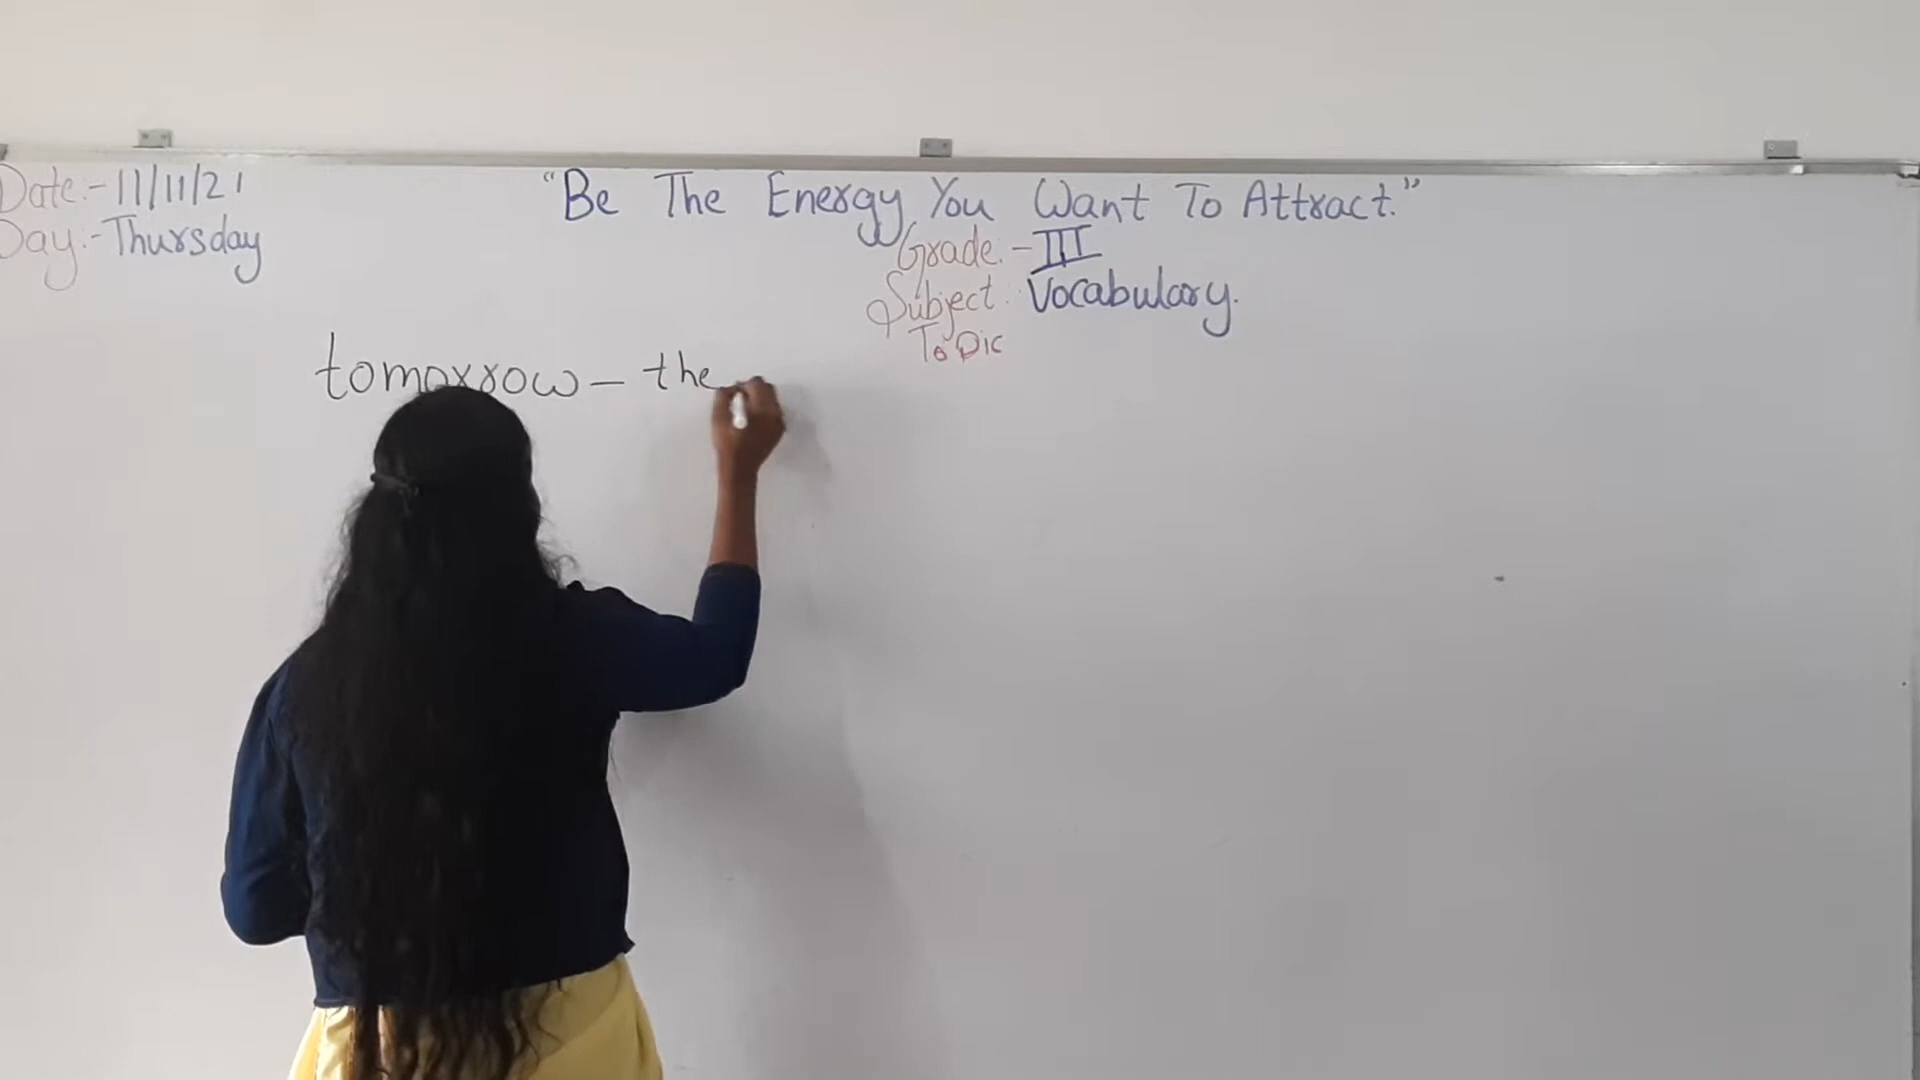 Date:- 11/11/21
Day:- Thursday
"Be The Energy You Want To Attract."
Grade:- III
Subject: Vocabulary.
Topic
tomorrow - the